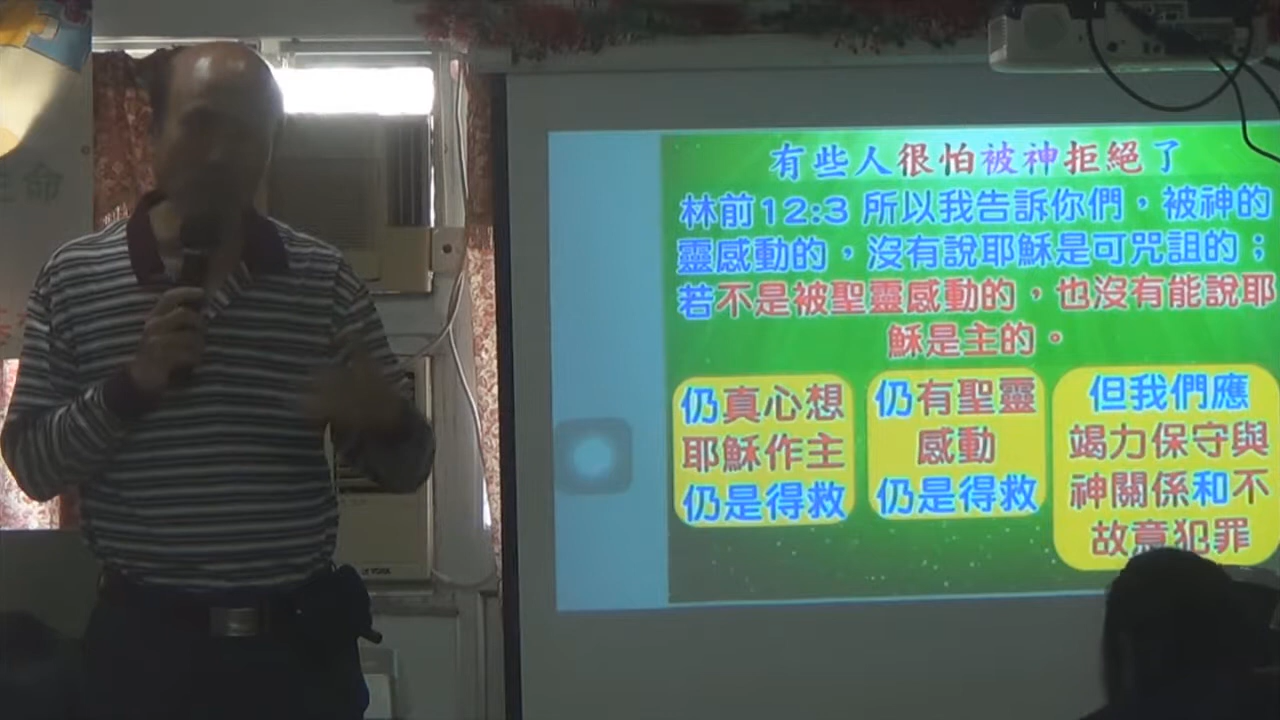 有些人很怕被神拒絕了
林前12:3 所以我告訴你們，被神的
靈感動的，沒有說耶穌是可咒詛的；
若不是被聖靈感動的，也沒有能說耶
穌是主的。
仍真心想
耶穌作主
仍是得救
仍有聖靈
感動
仍是得救
但我們應
竭力保守與
神關係和不
故意犯罪
命